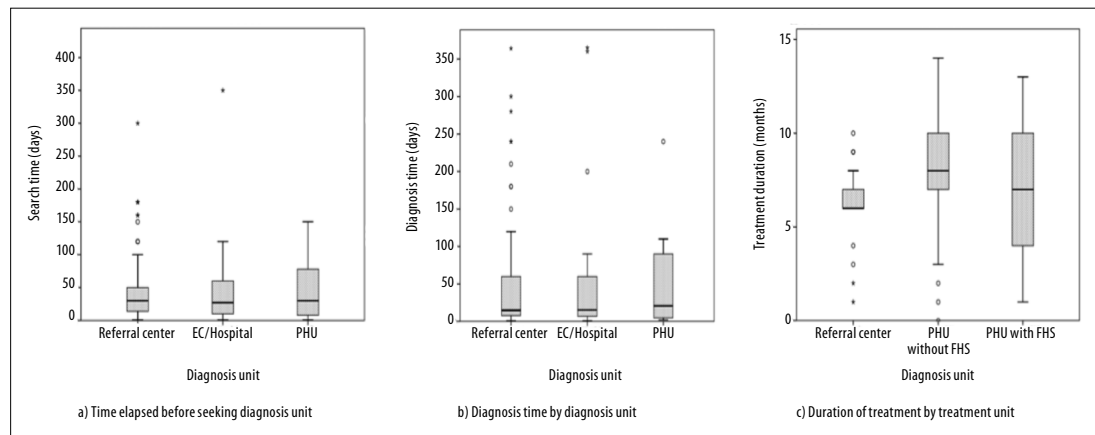 400
350
300
250
200
150
100
50
0
Search time (days)
Referral center EC/Hospital PHU
Diagnosis unit
a) Time elapsed before seeking diagnosis unit
350
300
250
200
150
100
50
0
Diagnosis time (days)
Referral center EC/Hospital PHU
Diagnosis unit
b) Diagnosis time by diagnosis unit
15
10
5
0
Treatment duration (months)
Referral center PHU PHU with FHS
without FHS
Diagnosis unit
c) Duration of treatment by treatment unit